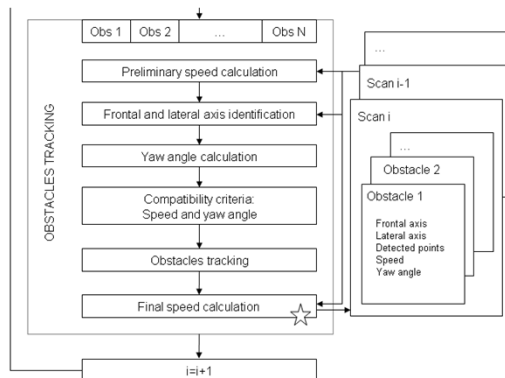 Obs 1 Obs 2 ... Obs N
Preliminary speed calculation
Frontal and lateral axis identification
Yaw angle calculation
Compatibility criteria:
Speed and yaw angle
Obstacles tracking
Final speed calculation
i=i+1
OBSTACLES TRACKING
...
Scan i-1
Scan i
...
Obstacle 2
Obstacle 1
Frontal axis
Lateral axis
Detected points
Speed
Yaw angle